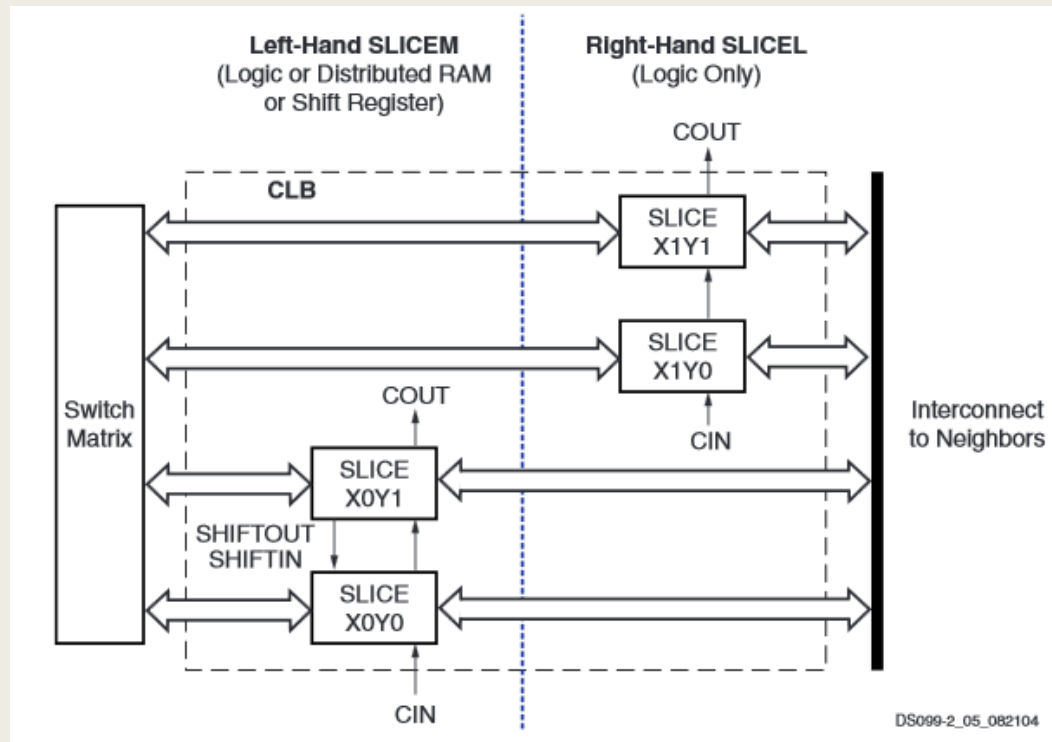 Left-Hand SLICEM
(Logic or Distributed RAM
or Shift Register)
Right-Hand SLICEL
(Logic Only)
COUT
CLB
SLICE
X1Y1
SLICE
X1Y0
COUT
CIN
Switch
Matrix
Interconnect
to Neighbors
SLICE
X0Y1
SHIFTOUT
SHIFTIN
SLICE
X0Y0
CIN
DS099-2_05_082104